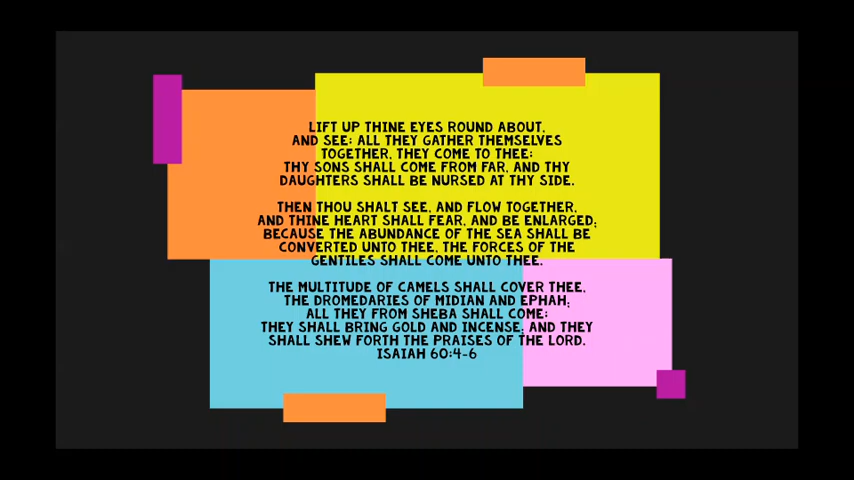 LIFT UP THINE EYES ROUND ABOUT,
AND SEE: ALL THEY GATHER THEMSELVES
TOGETHER, THEY COME TO THEE:
THY SONS SHALL COME FROM FAR, AND THY
DAUGHTERS SHALL BE NURSED AT THY SIDE.
THEN THOU SHALT SEE, AND FLOW TOGETHER,
AND THINE HEART SHALL FEAR, AND BE ENLARGED;
BECAUSE THE ABUNDANCE OF THE SEA SHALL BE
CONVERTED UNTO THEE, THE FORCES OF THE
GENTILES SHALL COME UNTO THEE.
THE MULTITUDE OF CAMELS SHALL COVER THEE,
THE DROMEDARIES OF MIDIAN AND EPHAH;
ALL THEY FROM SHEBA SHALL COME:
THEY SHALL BRING GOLD AND INCENSE; AND THEY
SHALL SHEW FORTH THE PRAISES OF THE LORD.
ISAIAH 60:4-6